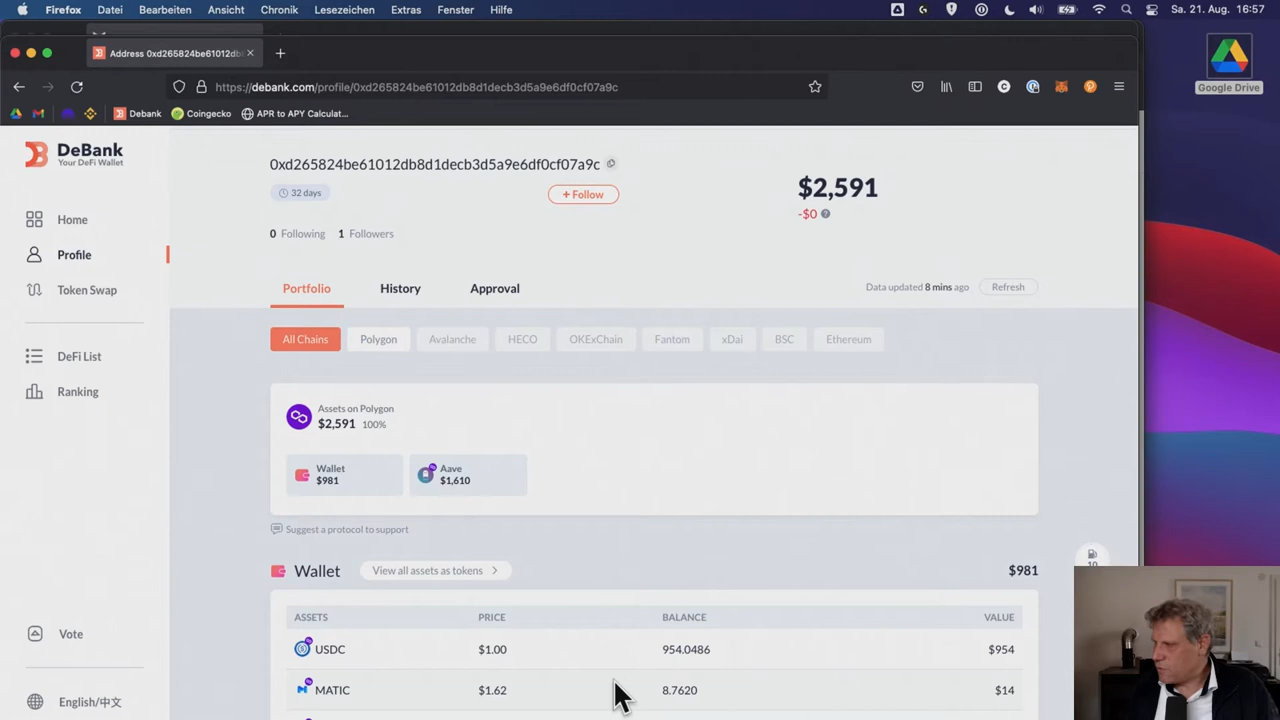 Firefox Datei Bearbeiten Ansicht Chronik Lesezeichen Extras Fenster Hilfe Sa. 21. Aug. 16:57
Address 0xd265824be61012db
https://debank.com/profile/0xd265824be61012db8d1decb3d5a9e6df0cf07a9c
Debank Coingecko APR to APY Calculat...
Google Drive
DeBank
Your DeFi Wallet
Home
Profile
Token Swap
DeFi List
Ranking
Vote
English/中文
0xd265824be61012db8d1decb3d5a9e6df0cf07a9c
32 days
+ Follow
0 Following 1 Followers
$2,591
-$0
Portfolio History Approval
Data updated 8 mins ago Refresh
All Chains Polygon Avalanche HECO OKExChain Fantom xDai BSC Ethereum
Assets on Polygon
$2,591 100%
Wallet
$981
Aave
$1,610
Suggest a protocol to support
Wallet View all assets as tokens $981
ASSETS PRICE BALANCE VALUE
USDC $1.00 954.0486 $954
MATIC $1.62 8.7620 $14